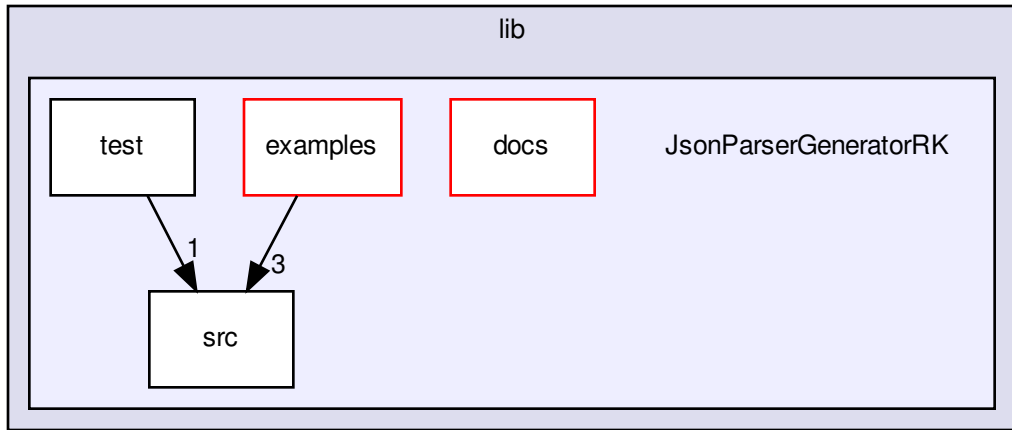 lib
test
examples
docs
JsonParserGeneratorRK
1
3
src